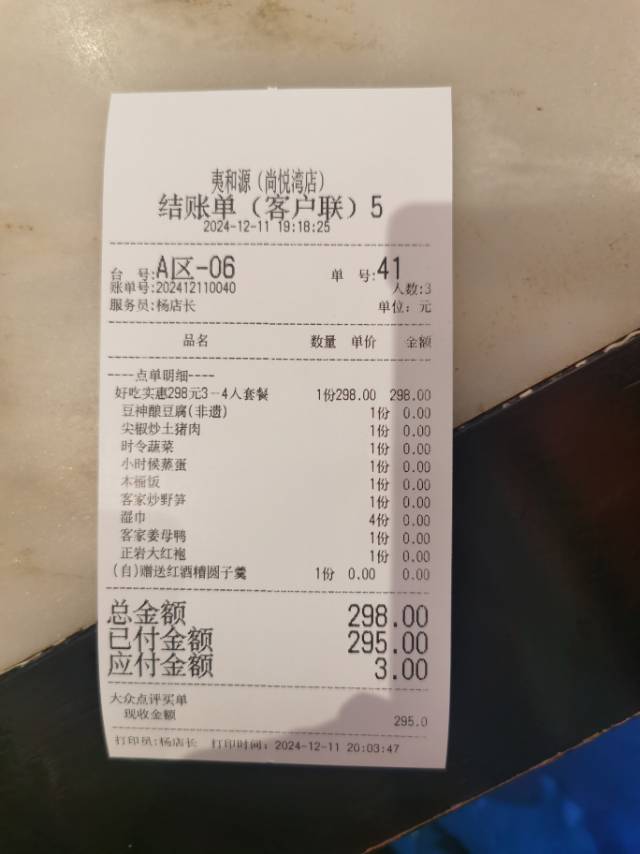 夷和源（尚悦湾店）
结账单（客户联）5
2024-12-11 19:18:25
台 号:A区-06 单 号:41
账单号:202412110040 人数:3
服务员:杨店长 单位: 元
品名 数量 单价 金额
----点单明细----
好吃实惠298元3-4人套餐 1份298.00 298.00
豆神酿豆腐(非遗) 1份 0.00
尖椒炒土猪肉 1份 0.00
时令蔬菜 1份 0.00
小时候蒸蛋 1份 0.00
木桶饭 1份 0.00
客家炒野笋 1份 0.00
湿巾 4份 0.00
客家姜母鸭 1份 0.00
正岩大红袍 1份 0.00
(自)赠送红酒糟圆子羹 1份 0.00 0.00
总金额 298.00
已付金额 295.00
应付金额 3.00
大众点评买单
现收金额 295.0
打印员:杨店长 打印时间: 2024-12-11 20:03:47